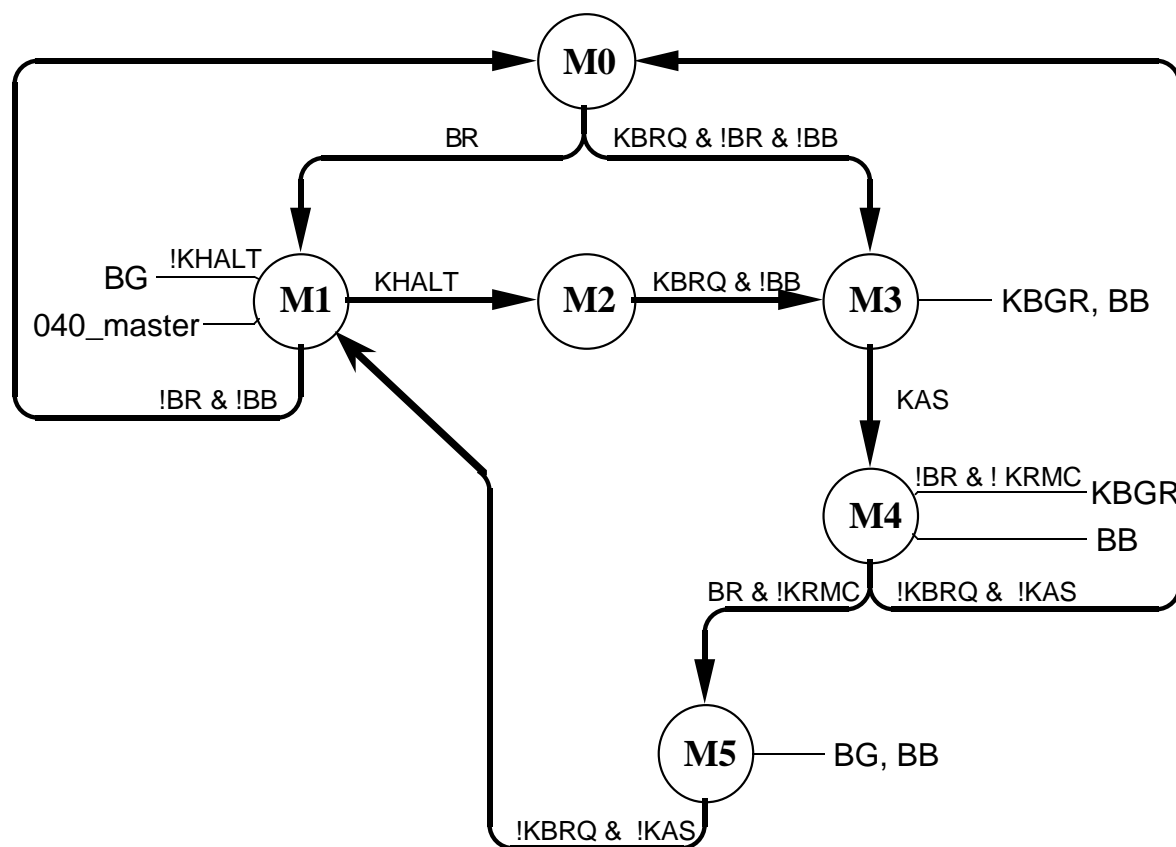 M0
BR
KBRQ & !BR & !BB
!KHALT
BG
KHALT
KBRQ & !BB
M1
M2
M3
KBGR, BB
040_master
!BR & !BB
KAS
!BR & ! KRMC
KBGR
M4
BB
BR & !KRMC
!KBRQ & !KAS
M5
BG, BB
!KBRQ & !KAS